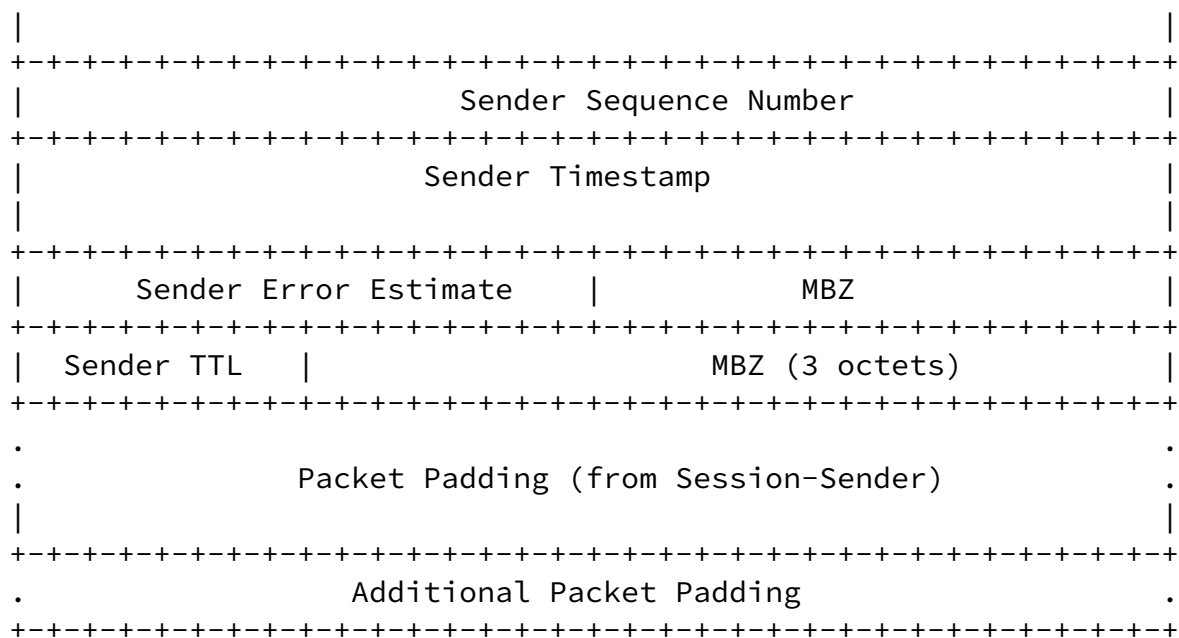 |                                                               |
+-+-+-+-+-+-+-+-+-+-+-+-+-+-+-+-+-+-+-+-+-+-+-+-+-+-+-+-+-+-+-+-+
|                        Sender Sequence Number                 |
+-+-+-+-+-+-+-+-+-+-+-+-+-+-+-+-+-+-+-+-+-+-+-+-+-+-+-+-+-+-+-+-+
|                      Sender Timestamp                         |
|                                                               |
+-+-+-+-+-+-+-+-+-+-+-+-+-+-+-+-+-+-+-+-+-+-+-+-+-+-+-+-+-+-+-+-+
|      Sender Error Estimate    |           MBZ                 |
+-+-+-+-+-+-+-+-+-+-+-+-+-+-+-+-+-+-+-+-+-+-+-+-+-+-+-+-+-+-+-+-+
|  Sender TTL   |                      MBZ (3 octets)           |
+-+-+-+-+-+-+-+-+-+-+-+-+-+-+-+-+-+-+-+-+-+-+-+-+-+-+-+-+-+-+-+-+
.                                                               .
.               Packet Padding (from Session-Sender)            .
|                                                               |
+-+-+-+-+-+-+-+-+-+-+-+-+-+-+-+-+-+-+-+-+-+-+-+-+-+-+-+-+-+-+-+-+
.                  Additional Packet Padding                    .
+-+-+-+-+-+-+-+-+-+-+-+-+-+-+-+-+-+-+-+-+-+-+-+-+-+-+-+-+-+-+-+-+